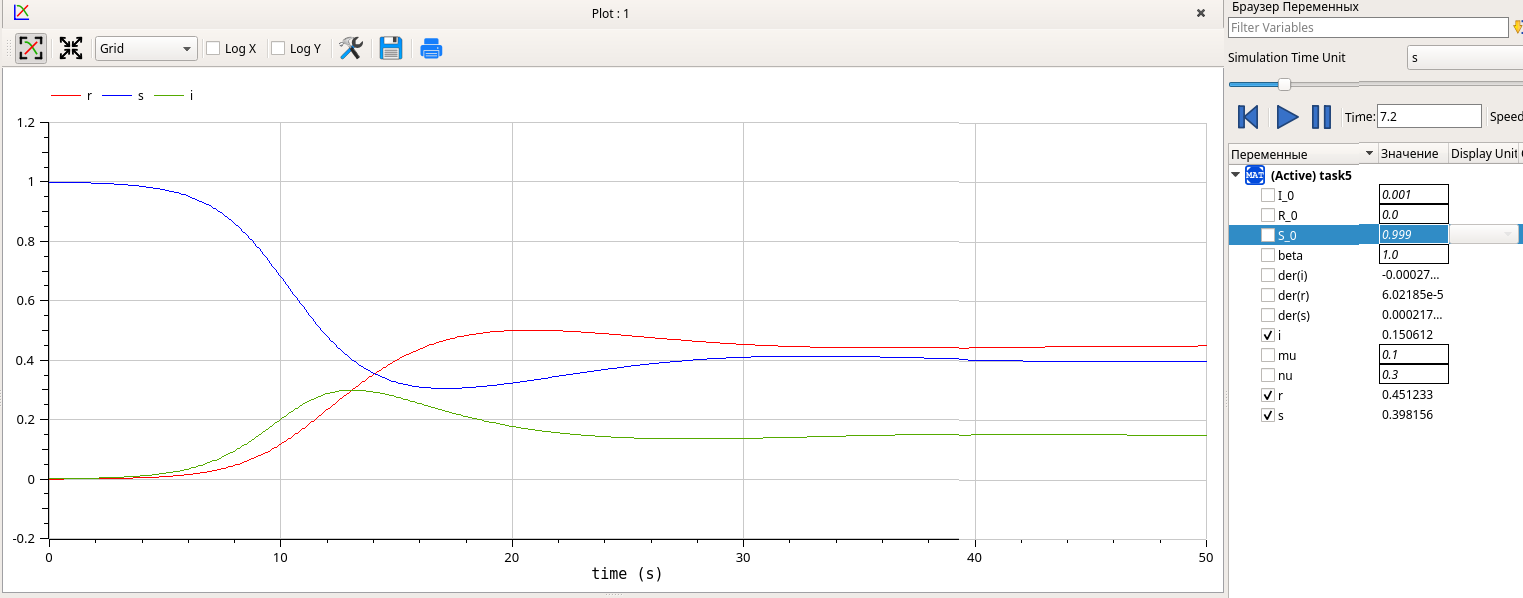 Plot : 1
Grid
Log X
Log Y
r s i
1.2
1
0.8
0.6
0.4
0.2
0
-0.2
0 10 20 30 40 50
time (s)
Браузер Переменных
Filter Variables
Simulation Time Unit s
Time: 7.2 Speed
Переменные Значение Display Unit
MAT (Active) task5
I_0 0.001
R_0 0.0
S_0 0.999
beta 1.0
der(i) -0.00027...
der(r) 6.02185e-5
der(s) 0.000217...
i 0.150612
mu 0.1
nu 0.3
r 0.451233
s 0.398156